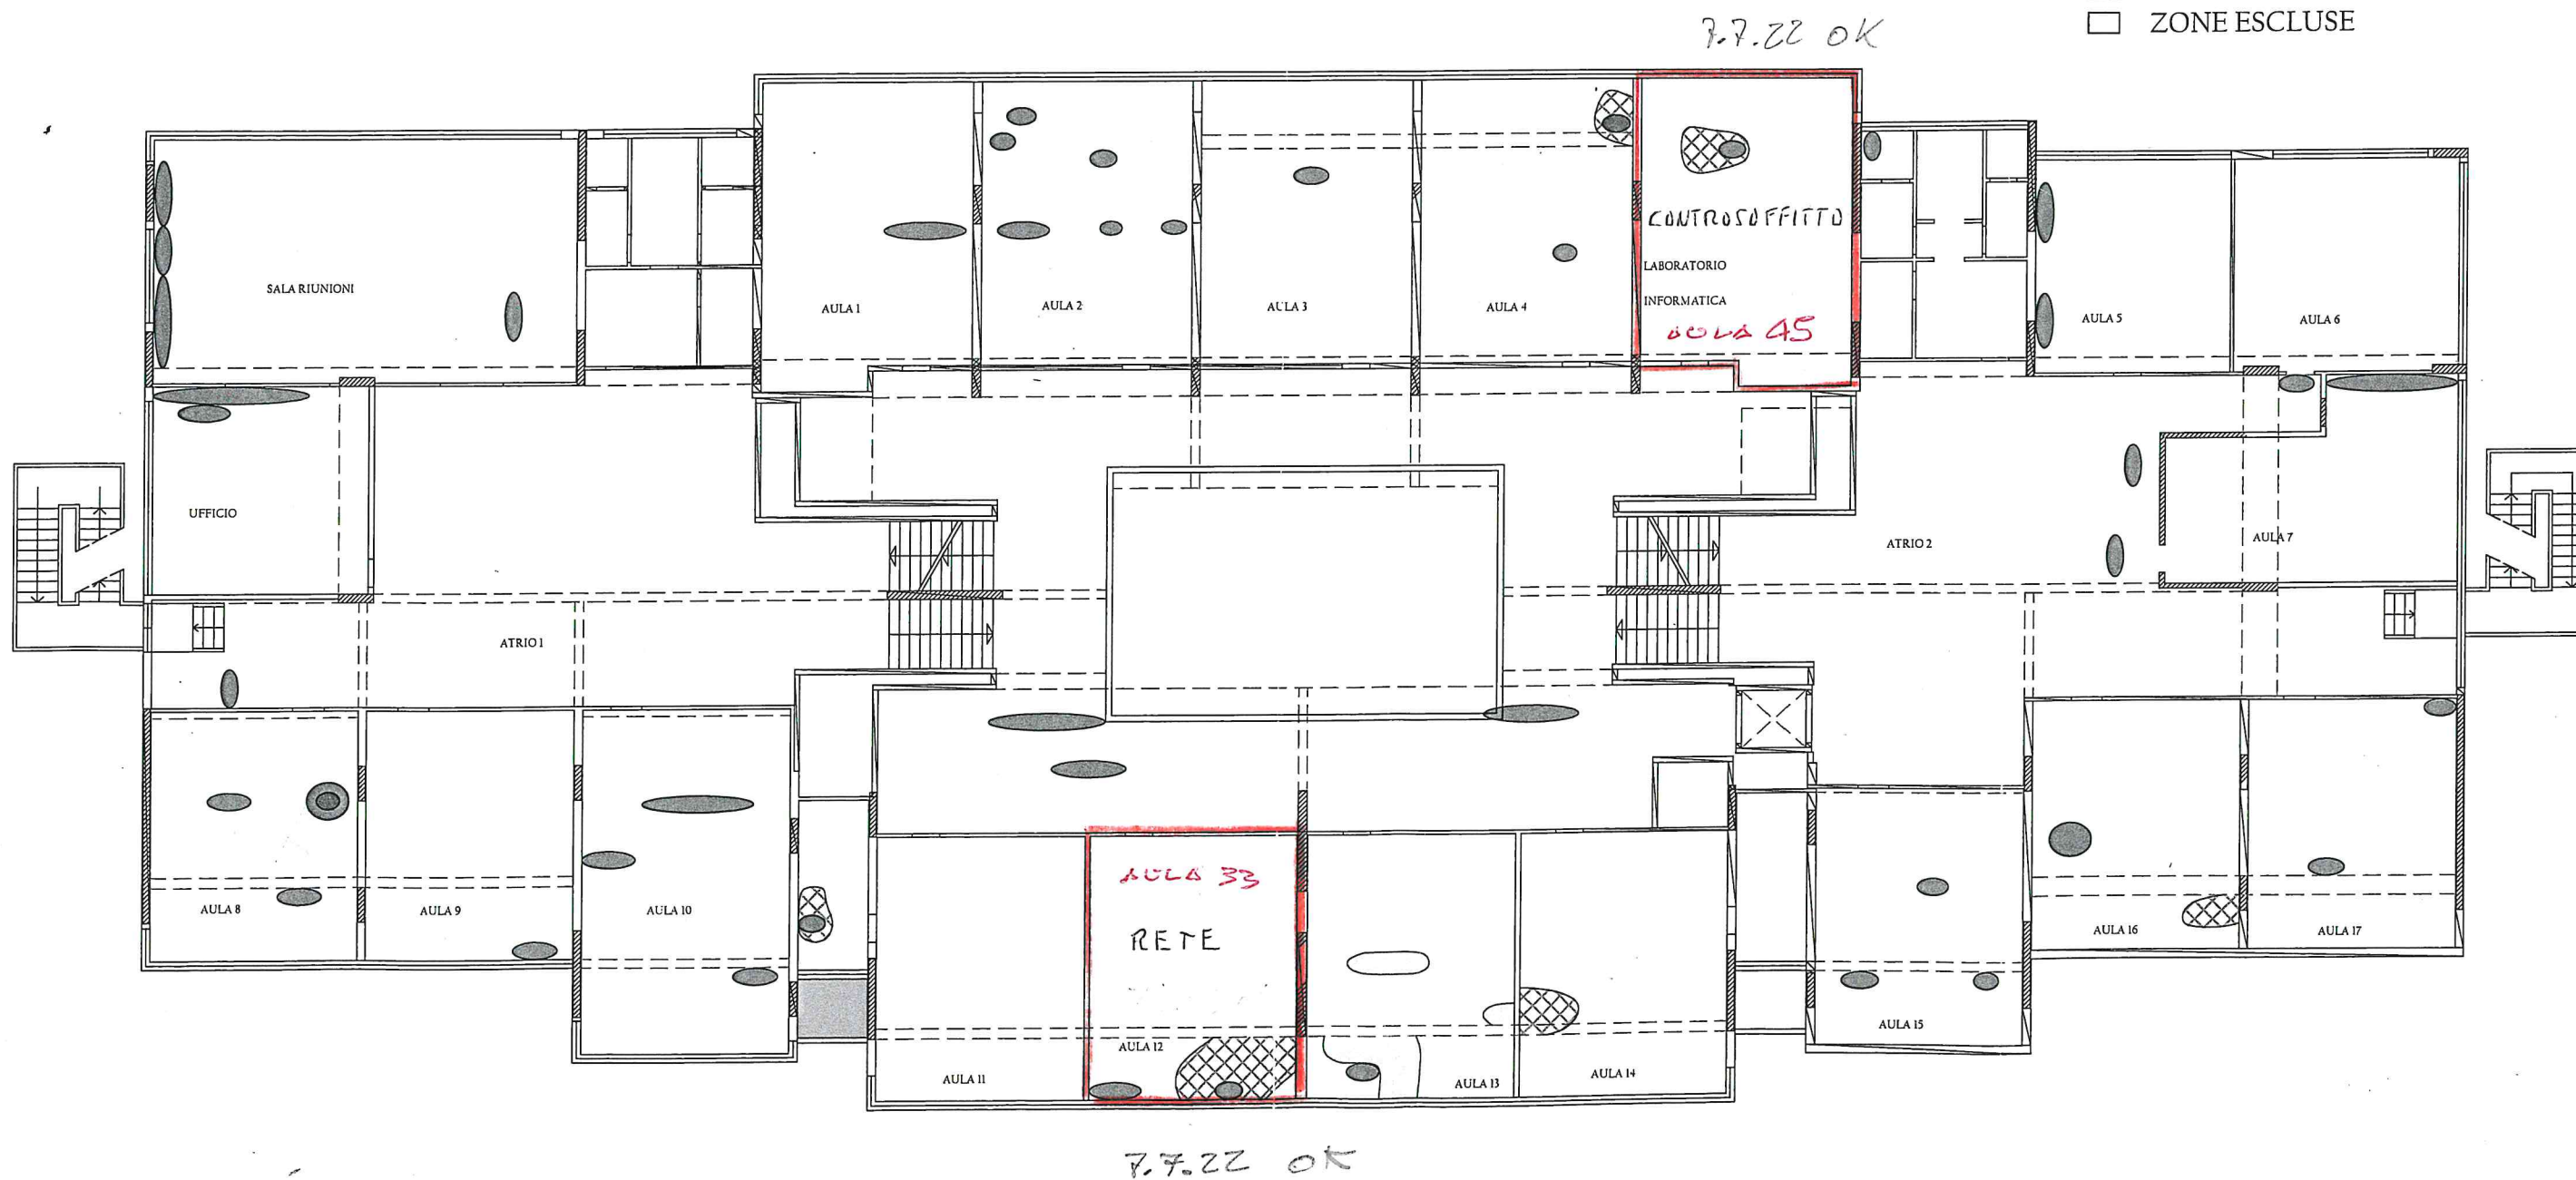 7.7.22 OK
ZONE ESCLUSE
CONTROSOFFITTO
SALA RIUNIONI
LABORATORIO
INFORMATICA
AULA 1
AULA 2
AULA 3
AULA 4
AULA 45
AULA 5
AULA 6
UFFICIO
ATRIO 1
ATRIO 2
AULA 7
AULA 33
RETE
AULA 8
AULA 9
AULA 10
AULA 11
AULA 12
AULA 13
AULA 14
AULA 15
AULA 16
AULA 17
7.7.22 OK